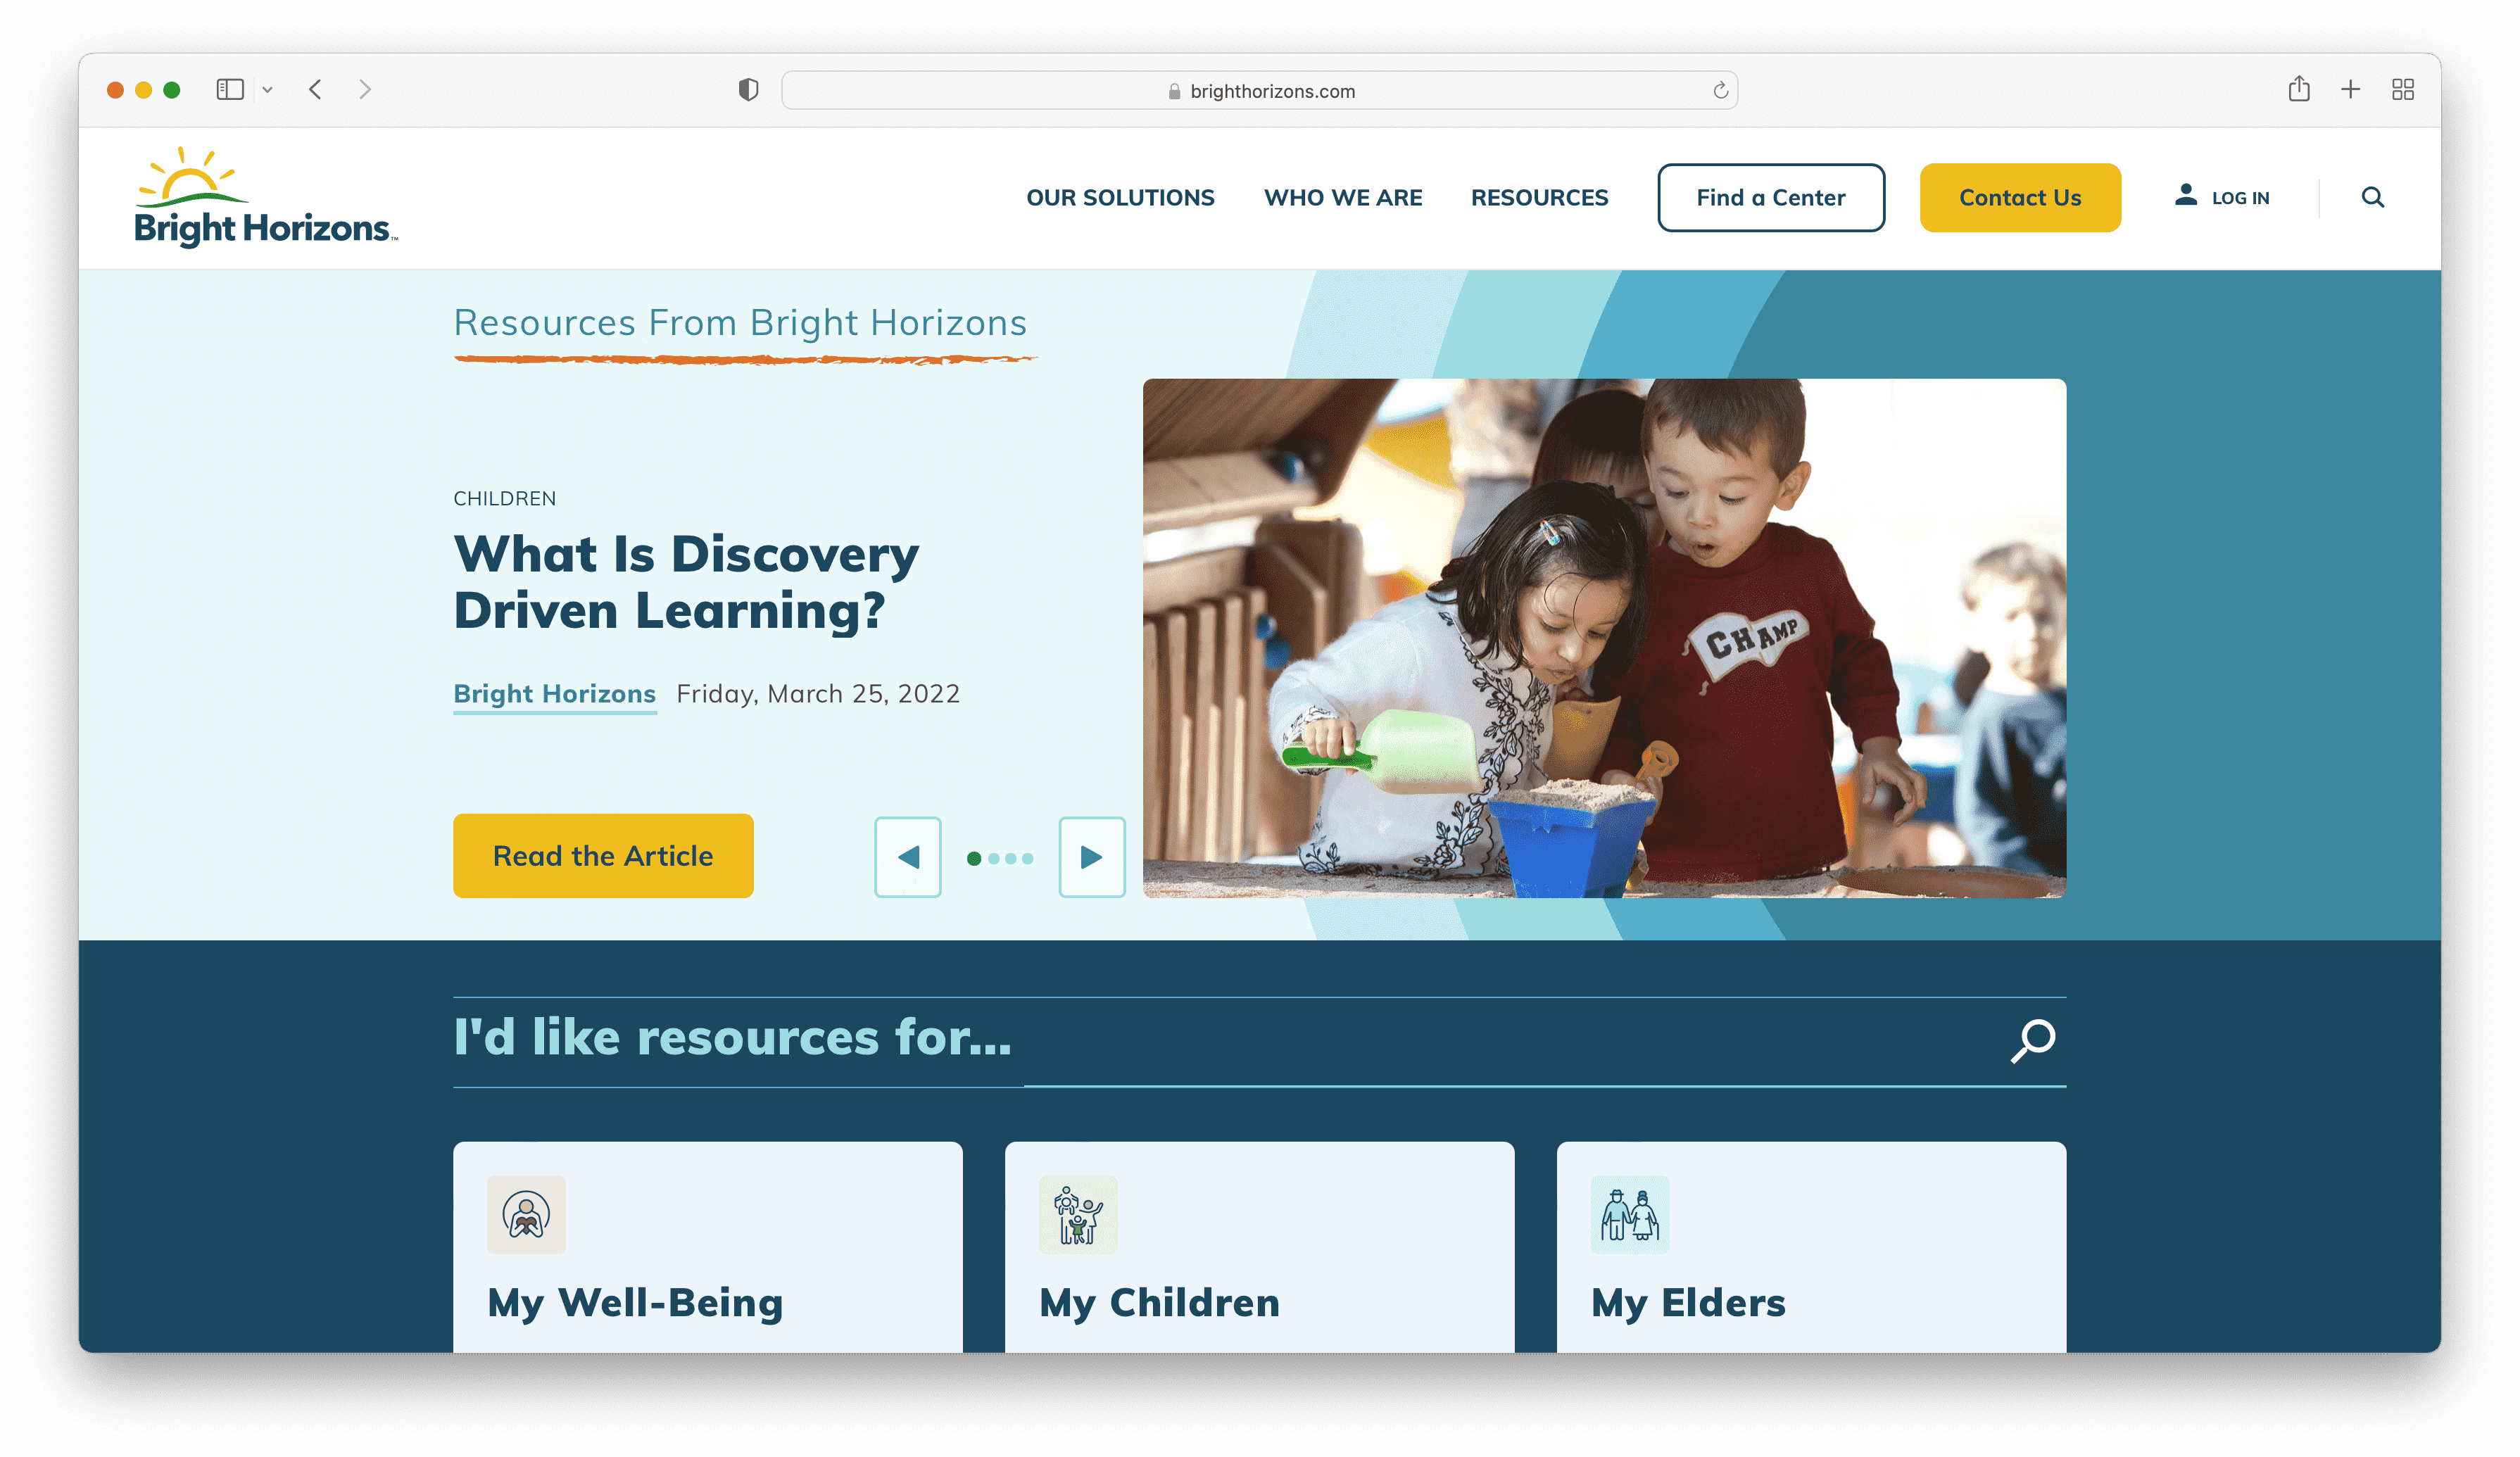 brighthorizons.com
Bright Horizons™
OUR SOLUTIONS
WHO WE ARE
RESOURCES
Find a Center
Contact Us
LOG IN
Resources From Bright Horizons
CHILDREN
What Is Discovery
Driven Learning?
Bright Horizons Friday, March 25, 2022
Read the Article
CHAMP
I'd like resources for...
My Well-Being
My Children
My Elders